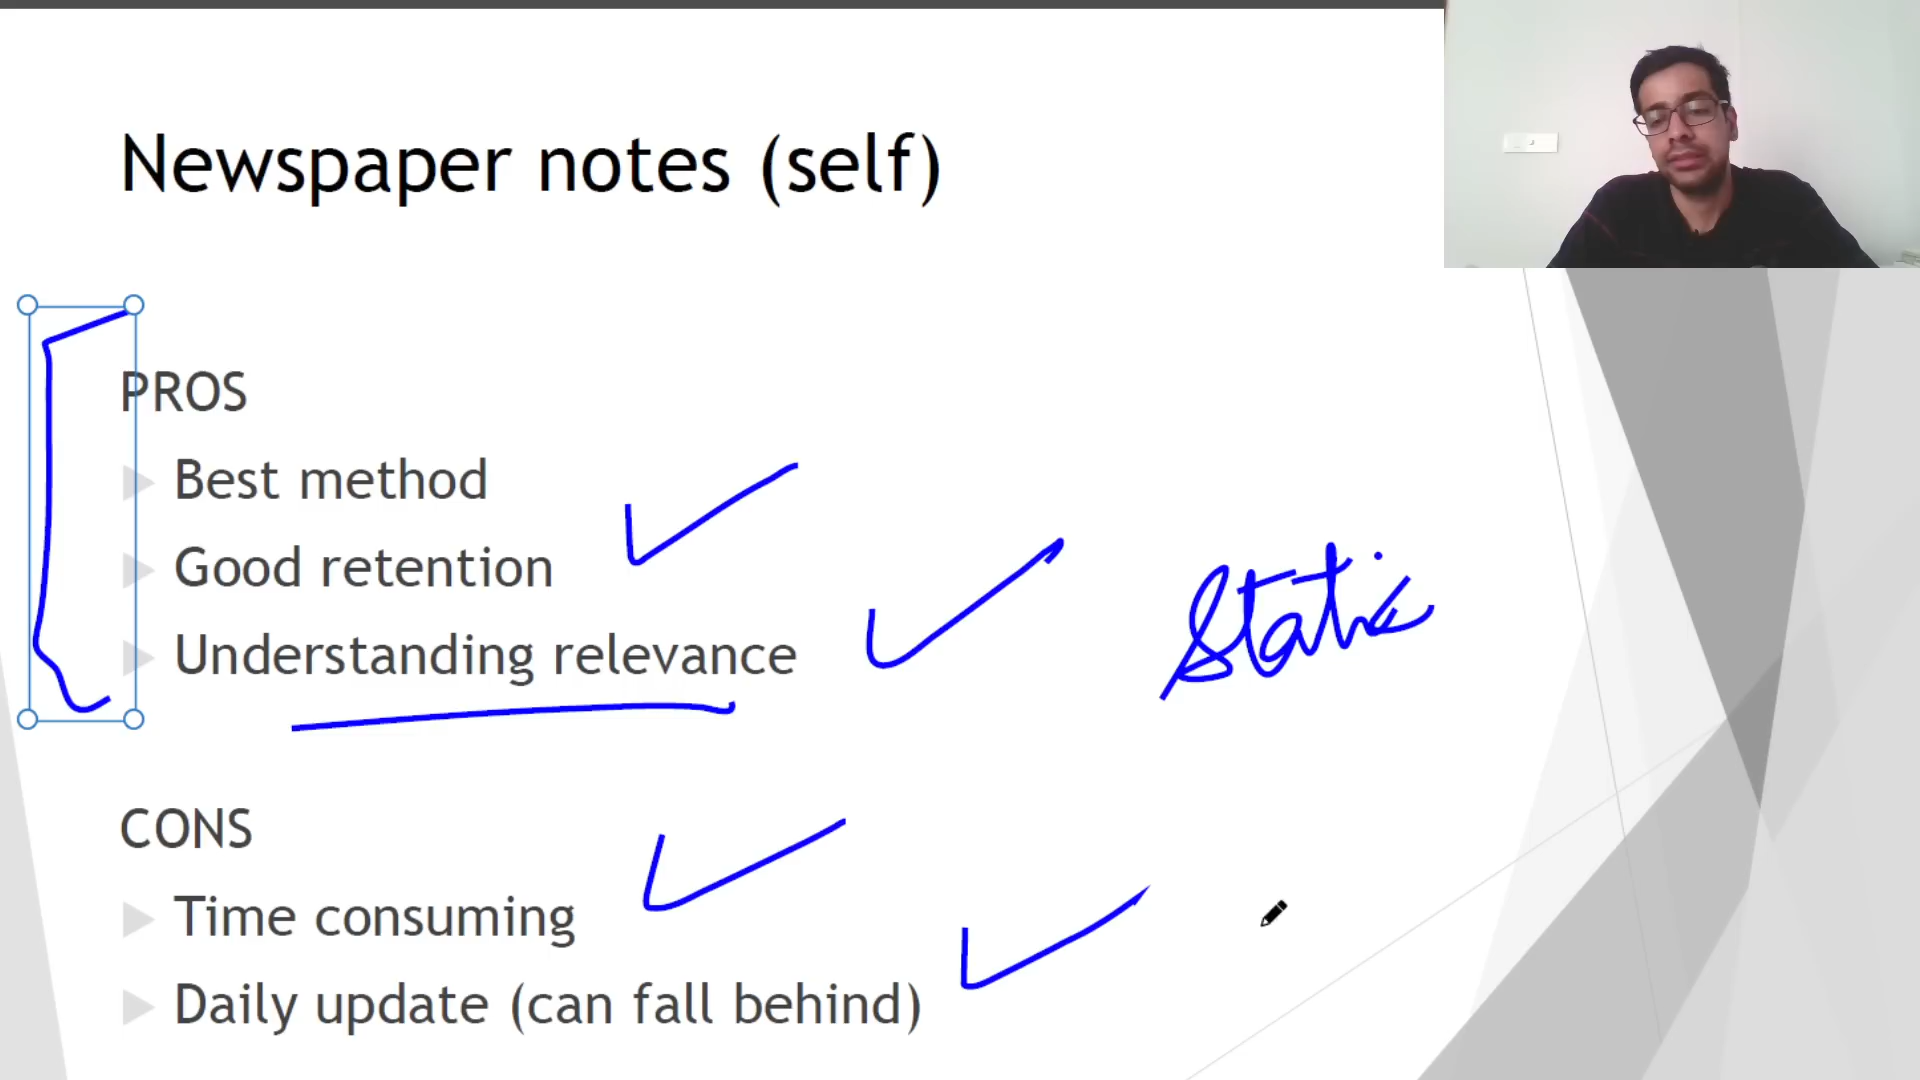 Newspaper notes (self)
PROS
Best method
Good retention
Understanding relevance
Static
CONS
Time consuming
Daily update (can fall behind)